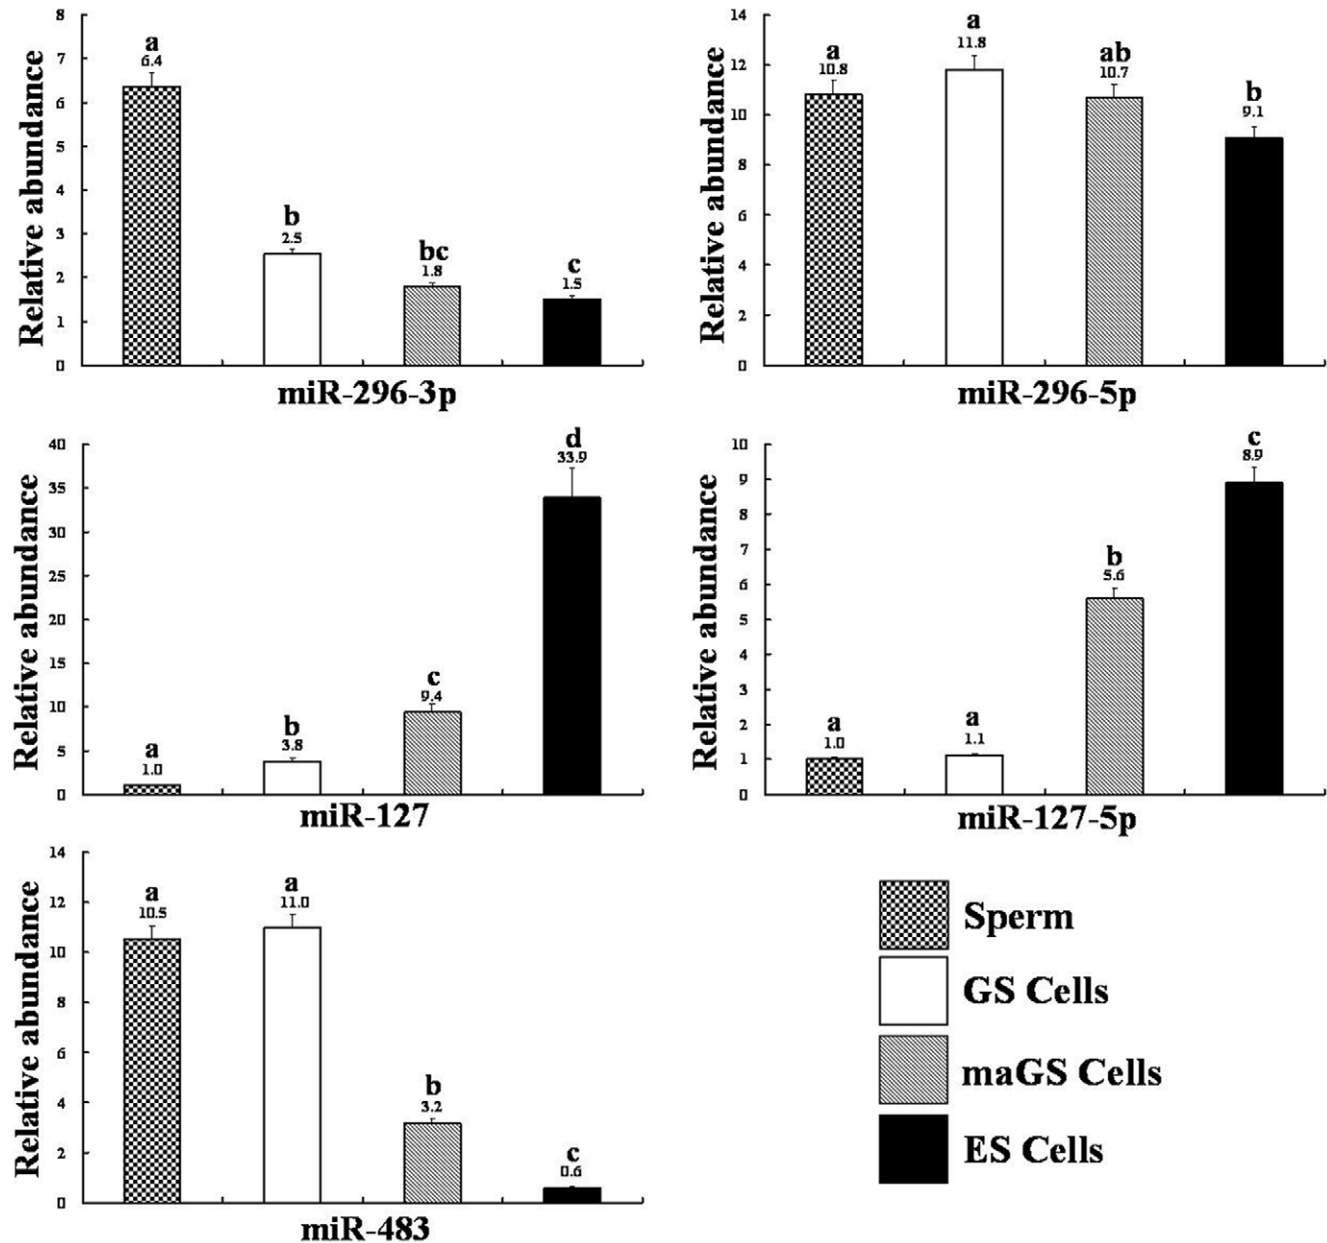 Relative abundance
8
7
6
5
4
3
2
1
0
a
6.4
b
2.5
bc
1.8
c
1.5
miR-296-3p
Relative abundance
14
12
10
8
6
4
2
0
a
10.8
a
11.8
ab
10.7
b
9.1
miR-296-5p
Relative abundance
40
35
30
25
20
15
10
5
0
a
1.0
b
3.8
c
9.4
d
33.9
miR-127
Relative abundance
10
9
8
7
6
5
4
3
2
1
0
a
1.0
a
1.1
b
5.6
c
8.9
miR-127-5p
Relative abundance
14
12
10
8
6
4
2
0
a
10.5
a
11.0
b
3.2
c
0.6
miR-483
Sperm
GS Cells
maGS Cells
ES Cells